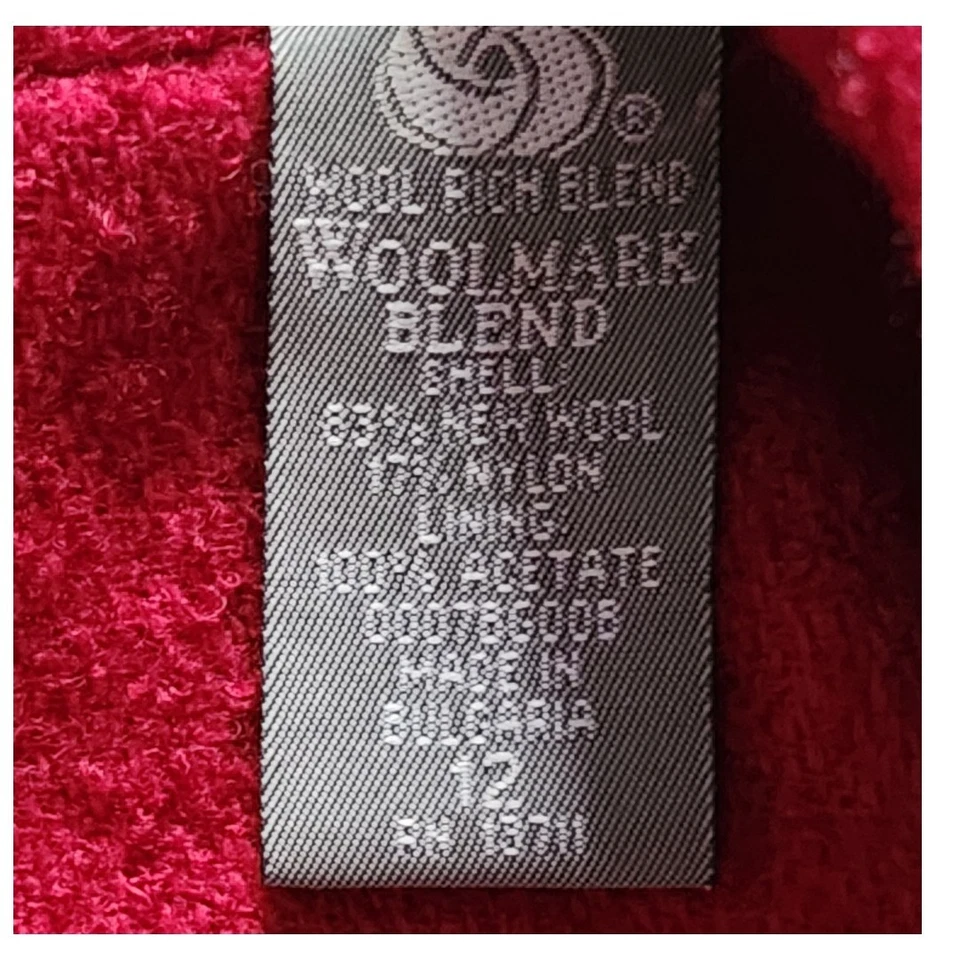 ®
WOOL RICH BLEND
WOOLMARK
BLEND
SHELL:
83% NEW WOOL
17% NYLON
LINING:
100% ACETATE
MADE IN
BULGARIA
12